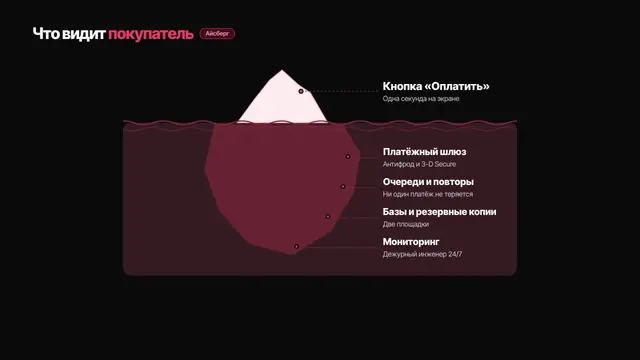 Что видит покупатель
Айсберг
Кнопка «Оплатить»
Одна секунда на экране
Платёжный шлюз
Антифрод и 3-D Secure
Очереди и повторы
Ни один платёж не теряется
Базы и резервные копии
Две площадки
Мониторинг
Дежурный инженер 24/7